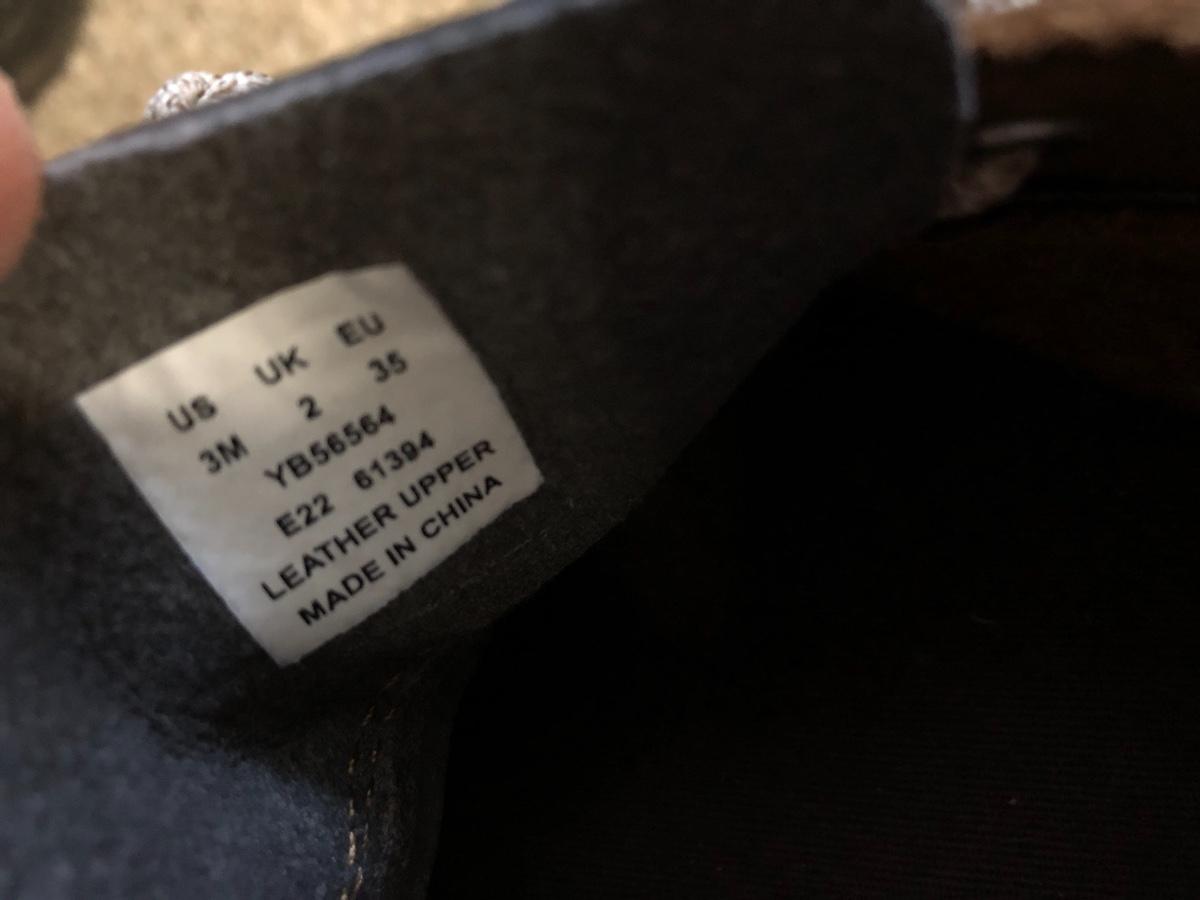 US UK EU
3M 2 35
YB56564
E22 61394
LEATHER UPPER
MADE IN CHINA